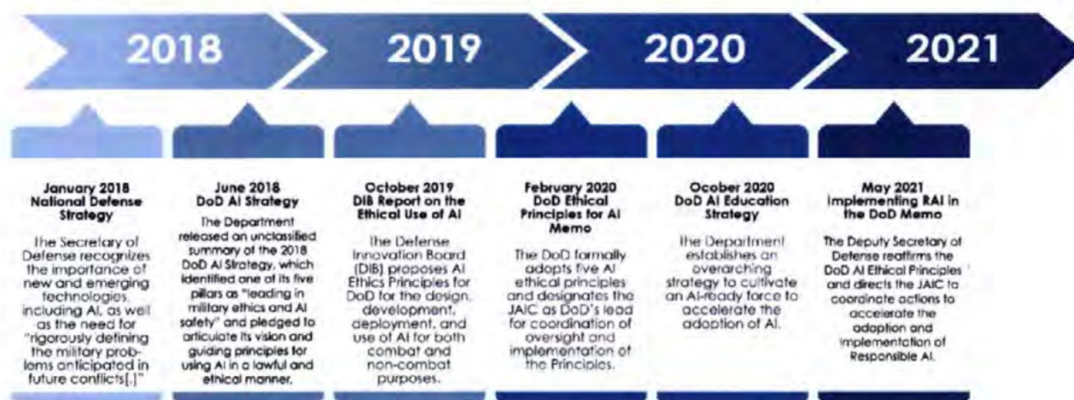 2018
2019
2020
2021
January 2018
National Defense
Strategy
The Secretary of
Defense recognizes
the importance of
new and emerging
technologies,
including AI, as well
as the need for
"rigorously defining
the military prob-
lems anticipated in
future conflicts[.]"
June 2018
DoD AI Strategy
The Department
released an unclassified
summary of the 2018
DoD AI Strategy, which
identified one of its five
pillars as "leading in
military ethics and AI
safety" and pledged to
articulate its vision and
guiding principles for
using AI in a lawful and
ethical manner.
October 2019
DIB Report on the
Ethical Use of AI
The Defense
Innovation Board
(DIB) proposes AI
Ethics Principles for
DoD for the design,
development,
deployment, and
use of AI for both
combat and
non-combat
purposes.
February 2020
DoD Ethical
Principles for AI
Memo
The DoD formally
adopts five AI
ethical principles
and designates the
JAIC as DoD's lead
for coordination of
oversight and
implementation of
the Principles.
Ocober 2020
DoD AI Education
Strategy
The Department
establishes an
overarching
strategy to cultivate
an AI-ready force to
accelerate the
adoption of AI.
May 2021
Implementing RAI in
the DoD Memo
The Deputy Secretary of
Defense reaffirms the
DoD AI Ethical Principles
and directs the JAIC to
coordinate actions to
accelerate the
adoption and
implementation of
Responsible AI.